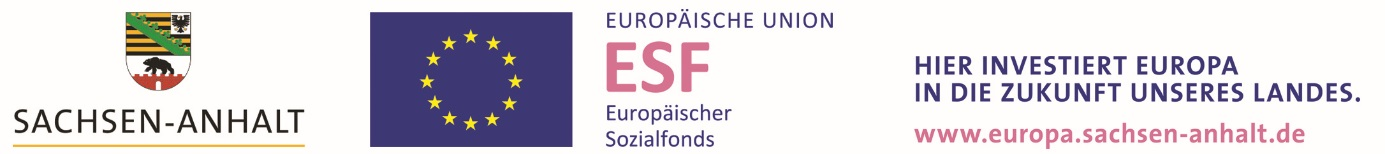 SACHSEN-ANHALT
EUROPÄISCHE UNION
ESF
Europäischer
Sozialfonds
HIER INVESTIERT EUROPA
IN DIE ZUKUNFT UNSERES LANDES.
www.europa.sachsen-anhalt.de